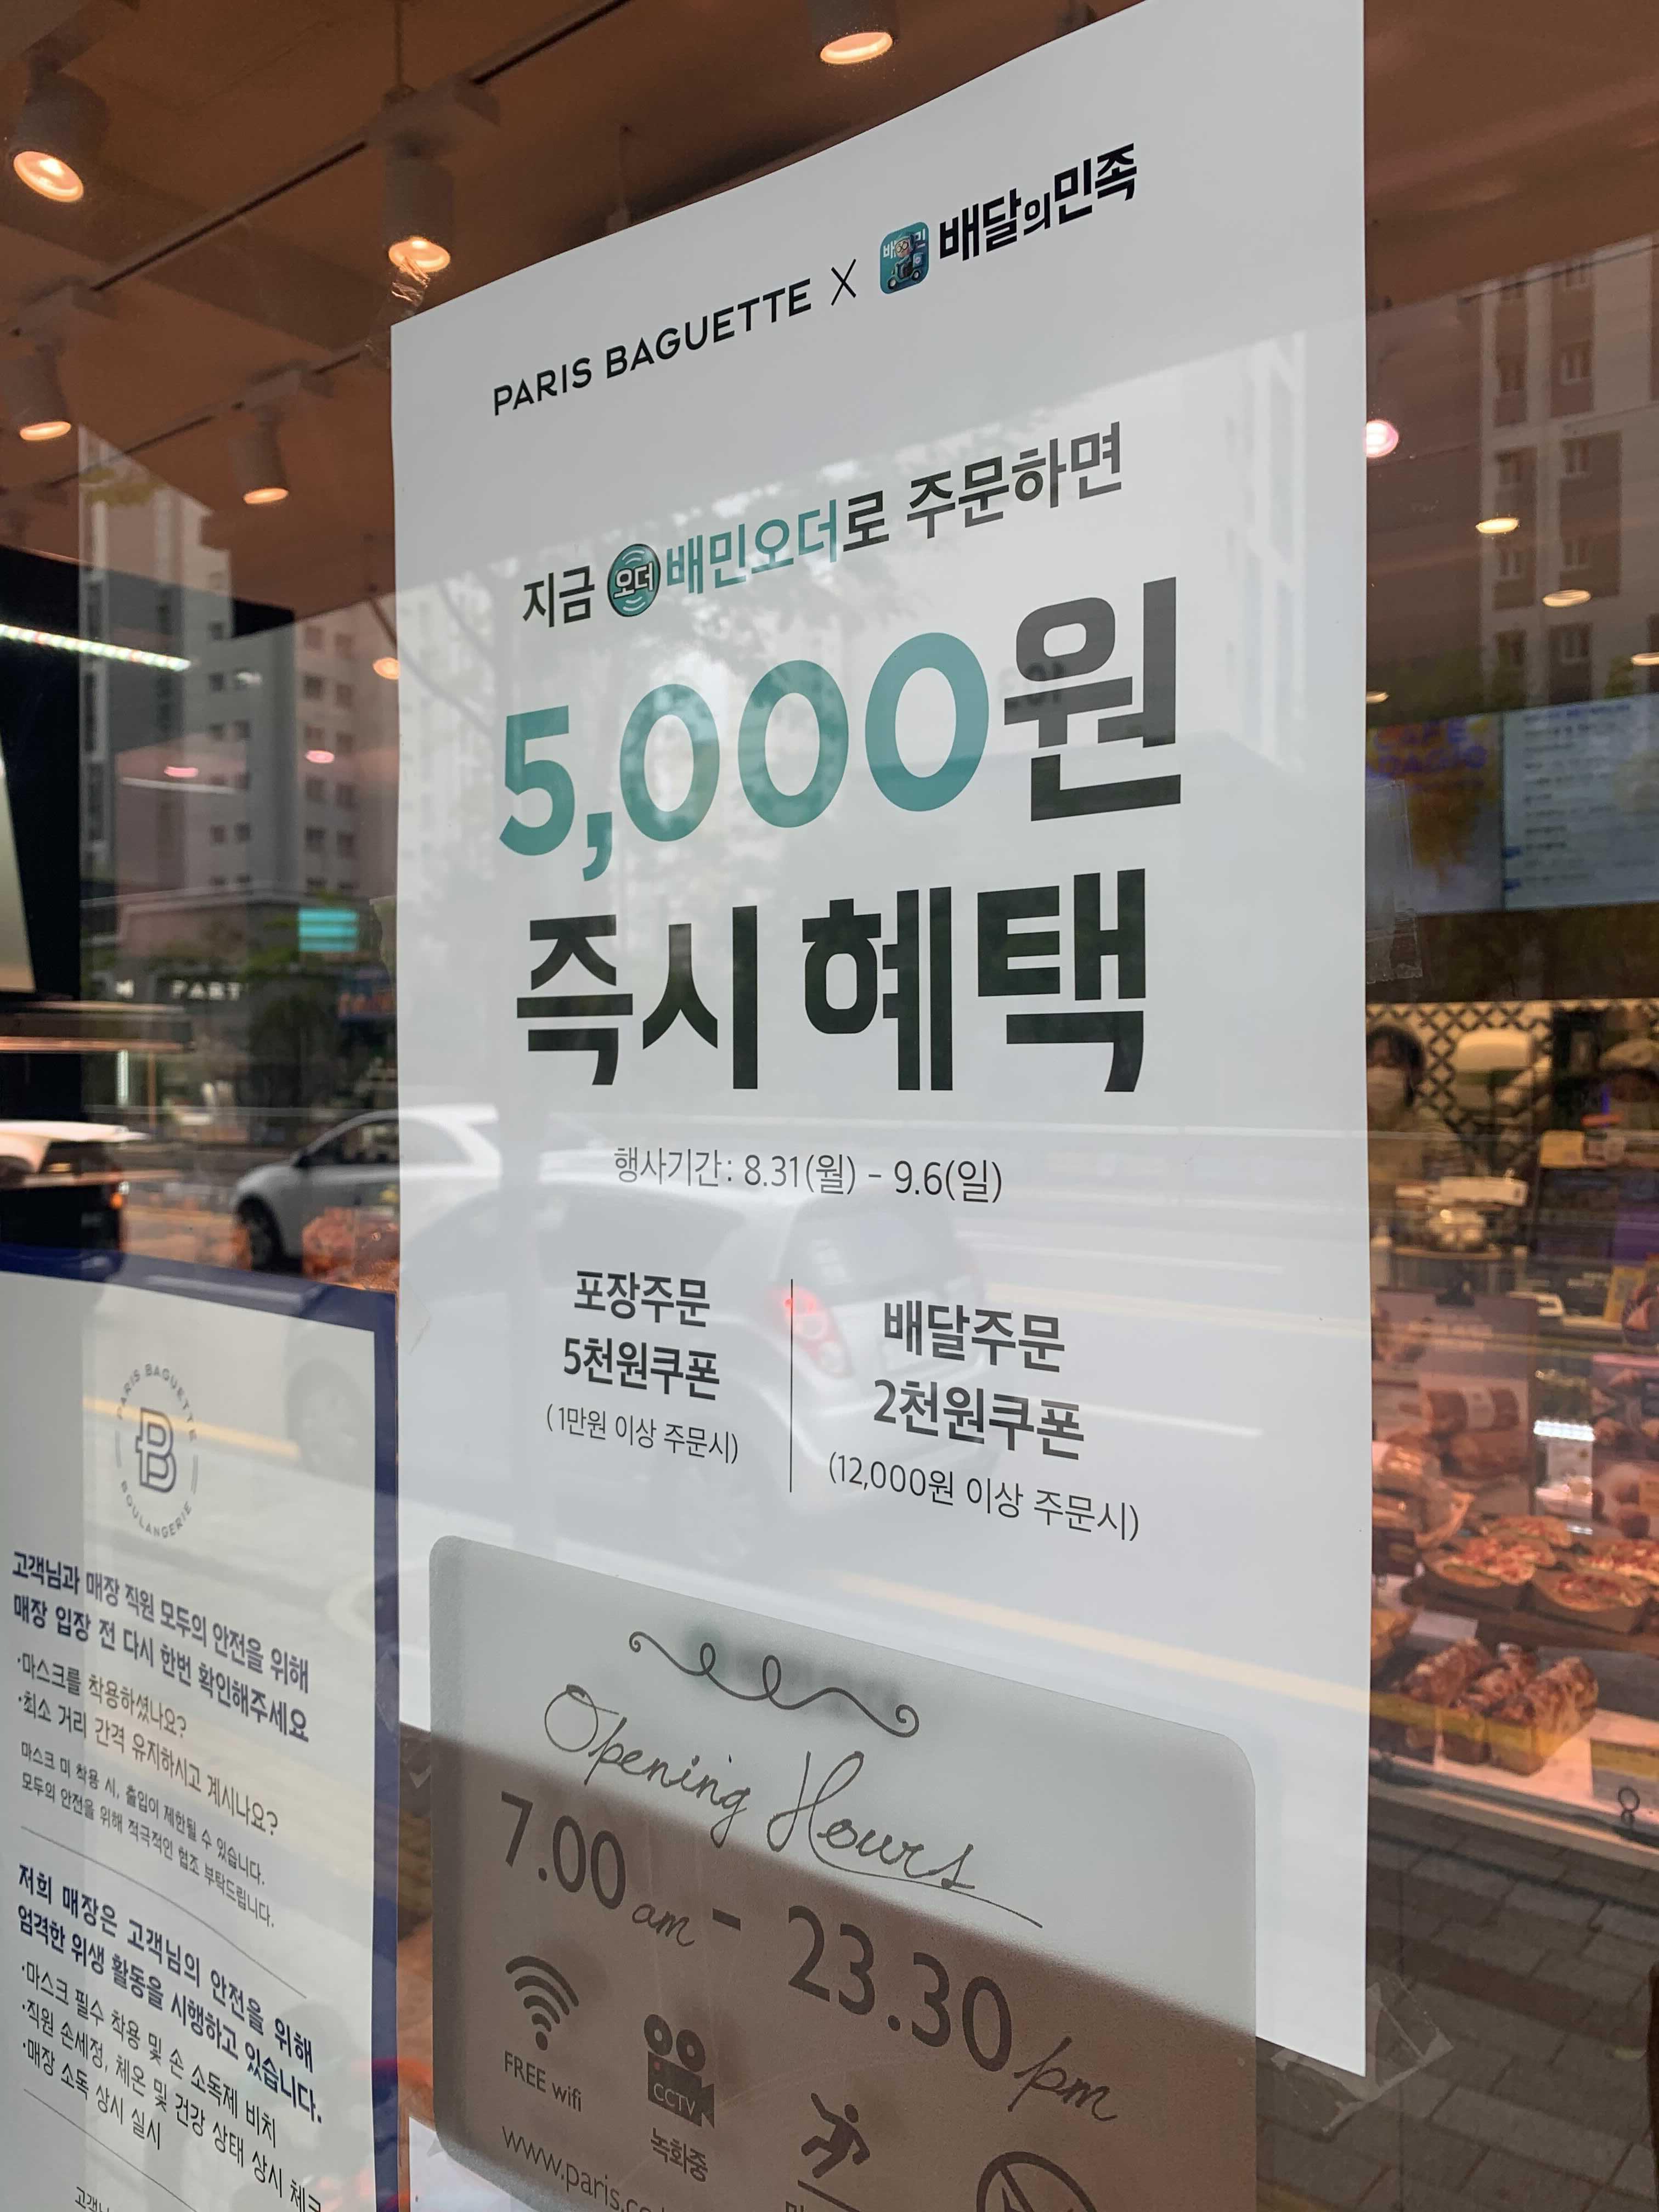 PARIS BAGUETTE X 배달의민족
지금 오더 배민오더로 주문하면
5,000원
즉시 혜택
행사기간: 8.31(월) - 9.6(일)
포장주문
5천원쿠폰
(1만원 이상 주문시)
배달주문
2천원쿠폰
(12,000원 이상 주문시)
Opening Hours
7.00 am - 23.30 pm
FREE wifi
CCTV
녹화중
PARIS BAGUETTE
B
BOULANGERIE
고객님과 매장 직원 모두의 안전을 위해
매장 입장 전 다시 한번 확인해주세요
·마스크를 착용하셨나요?
·최소 거리 간격 유지하시고 계시나요?
마스크 미 착용 시, 출입이 제한될 수 있습니다.
모두의 안전을 위해 적극적인 협조 부탁드립니다.
저희 매장은 고객님의 안전을 위해
엄격한 위생 활동을 시행하고 있습니다.
·마스크 필수 착용 및 손 소독제 비치
·직원 손세정, 체온 및 건강 상태 상시 체크
·매장 소독 상시 실시